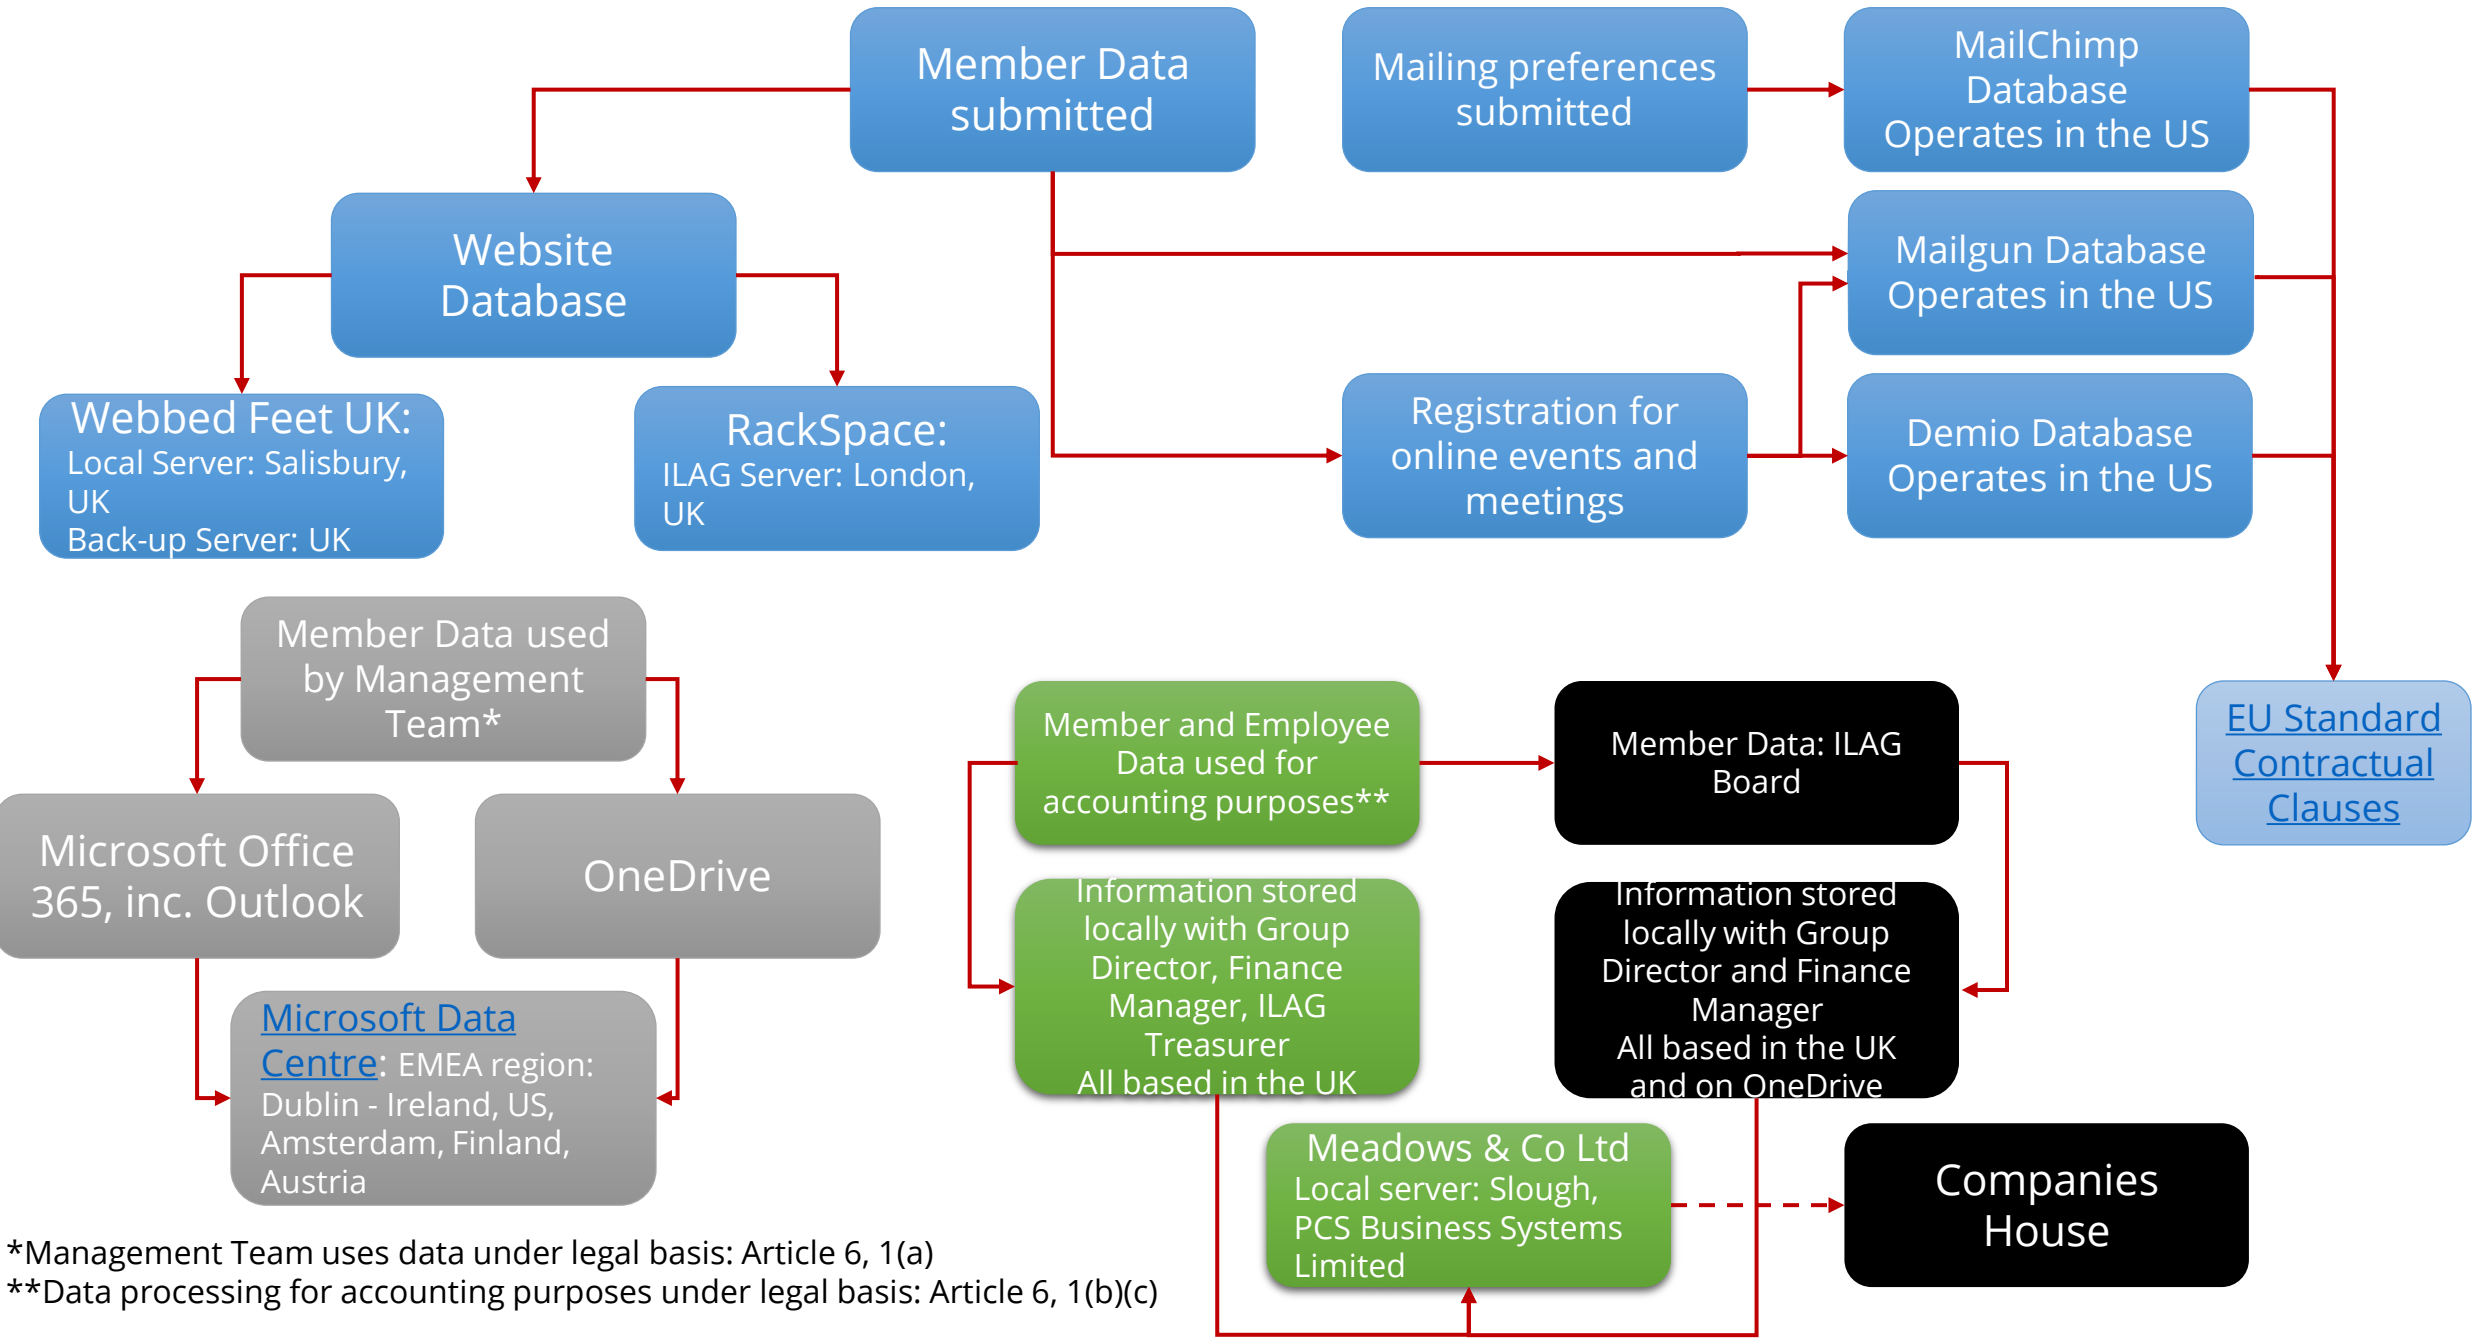 Member Data
submitted
Mailing preferences
submitted
MailChimp
Database
Operates in the US
Website
Database
Mailgun Database
Operates in the US
Webbed Feet UK:
Local Server: Salisbury,
UK
Back-up Server: UK
RackSpace:
ILAG Server: London,
UK
Registration for
online events and
meetings
Demio Database
Operates in the US
Member Data used
by Management
Team*
Microsoft Office
365, inc. Outlook
OneDrive
Microsoft Data
Centre: EMEA region:
Dublin - Ireland, US,
Amsterdam, Finland,
Austria
Member and Employee
Data used for
accounting purposes**
Member Data: ILAG
Board
EU Standard
Contractual
Clauses
Information stored
locally with Group
Director, Finance
Manager, ILAG
Treasurer
All based in the UK
Information stored
locally with Group
Director and Finance
Manager
All based in the UK
and on OneDrive
Meadows & Co Ltd
Local server: Slough,
PCS Business Systems
Limited
Companies
House
*Management Team uses data under legal basis: Article 6, 1(a)
**Data processing for accounting purposes under legal basis: Article 6, 1(b)(c)